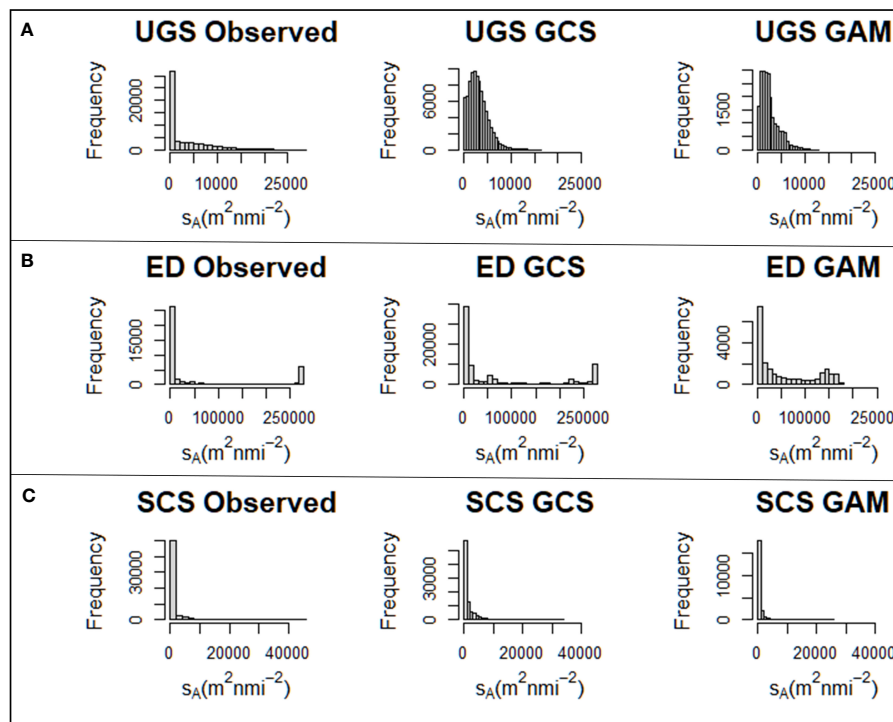 A
UGS Observed
UGS GCS
UGS GAM
Frequency
0 20000
0 10000 25000
sA(m²nmi⁻²)
Frequency
0 6000
0 10000 25000
sA(m²nmi⁻²)
Frequency
0 1500
0 10000 25000
sA(m²nmi⁻²)
B
ED Observed
ED GCS
ED GAM
Frequency
0 15000
0 100000 250000
sA(m²nmi⁻²)
Frequency
0 20000
0 100000 250000
sA(m²nmi⁻²)
Frequency
0 4000
0 100000 25000
sA(m²nmi⁻²)
C
SCS Observed
SCS GCS
SCS GAM
Frequency
0 30000
0 20000 40000
sA(m²nmi⁻²)
Frequency
0 30000
0 20000 40000
sA(m²nmi⁻²)
Frequency
0 10000
0 20000 40000
sA(m²nmi⁻²)